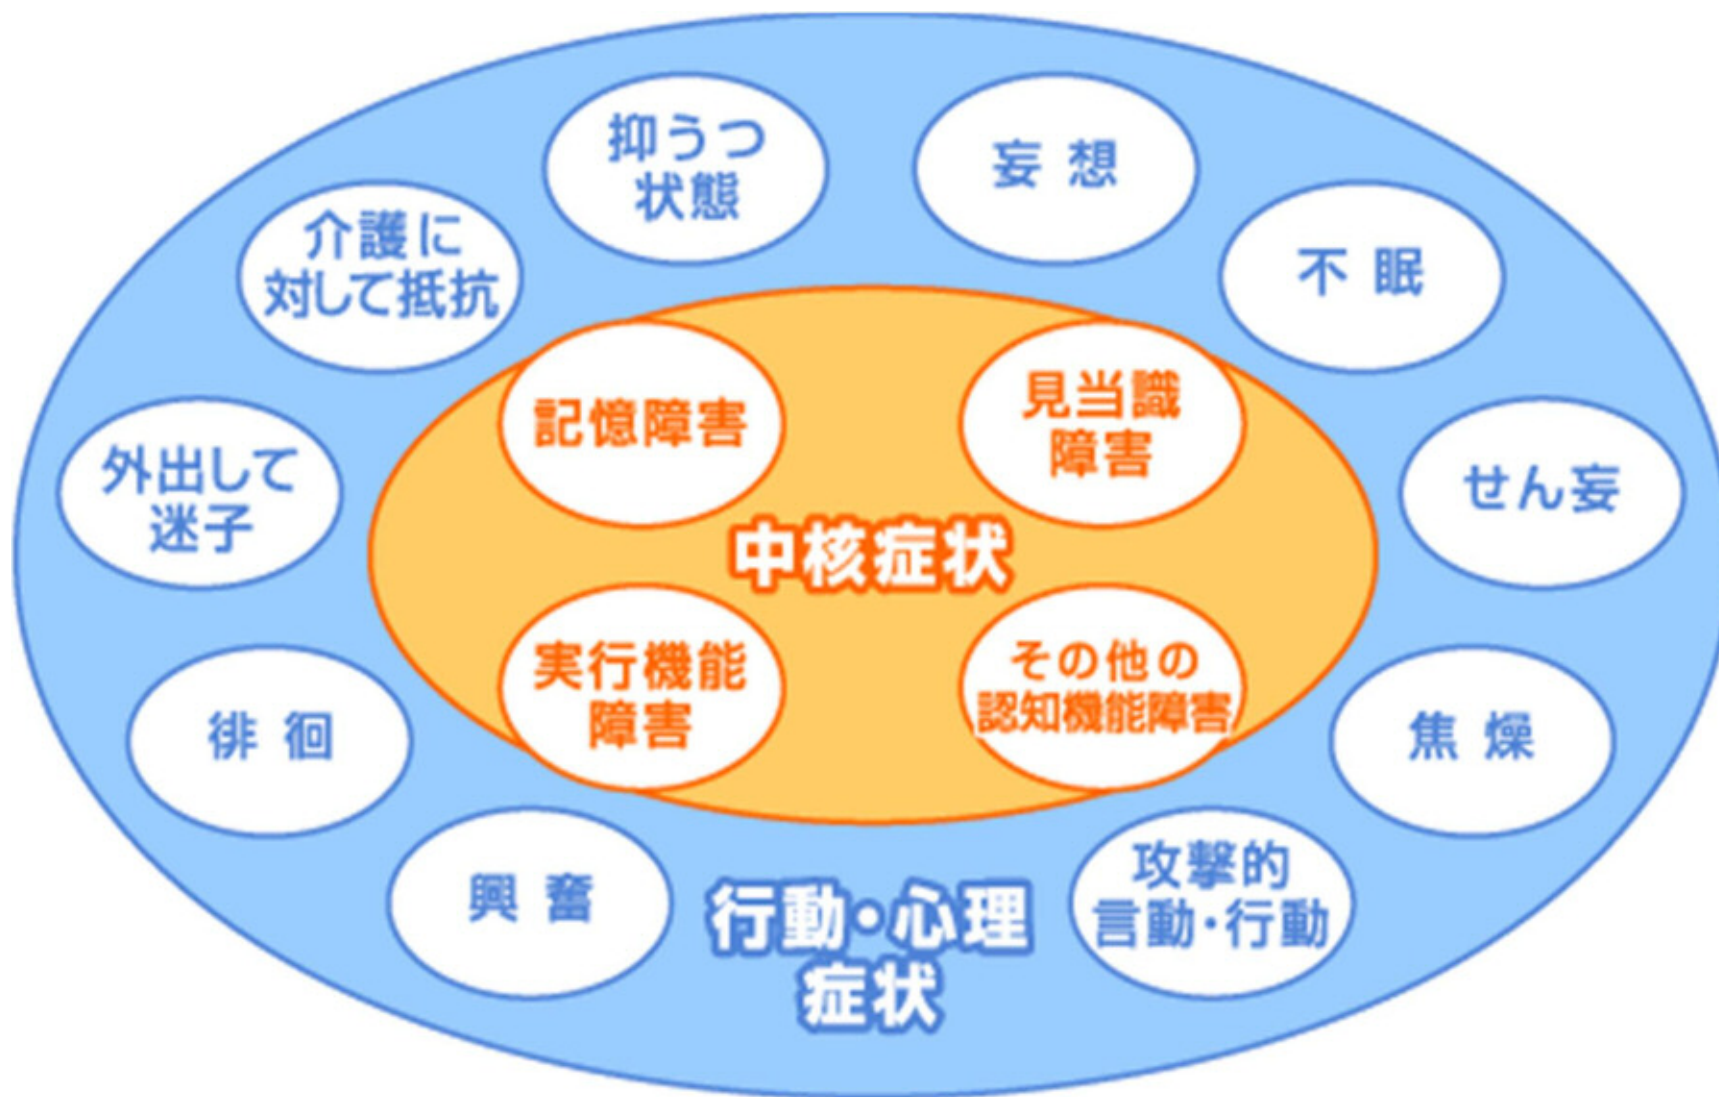 抑うつ
状態
妄想
介護に
対して抵抗
不眠
記憶障害
見当識
障害
外出して
迷子
せん妄
中核症状
実行機能
障害
その他の
認知機能障害
徘徊
焦燥
興奮
行動・心理
症状
攻撃的
言動・行動